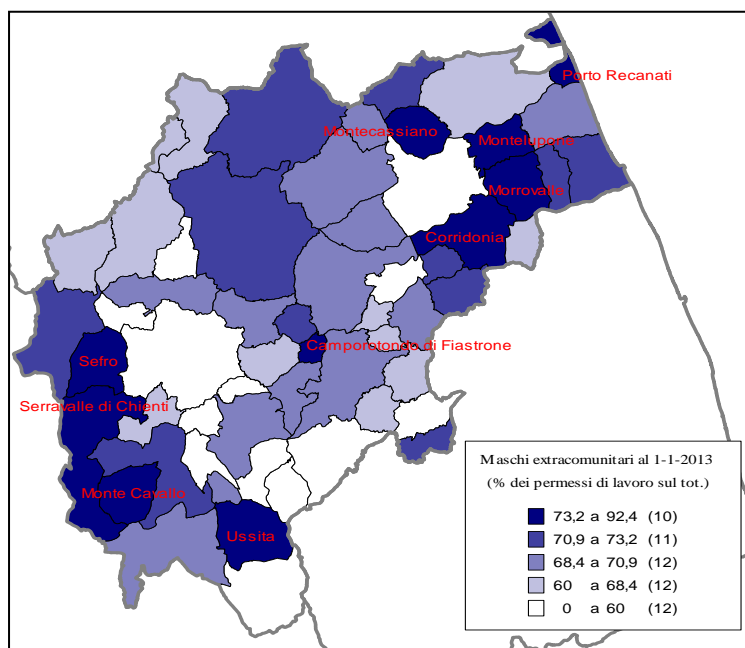 Porto Recanati
Montecassiano
Montelupone
Morrovalle
Corridonia
Camporotondo di Fiastrone
Sefro
Serravalle di Chienti
Monte Cavallo
Ussita
Maschi extracomunitari al 1-1-2013
(% dei permessi di lavoro sul tot.)
73,2 a 92,4 (10)
70,9 a 73,2 (11)
68,4 a 70,9 (12)
60 a 68,4 (12)
0 a 60 (12)